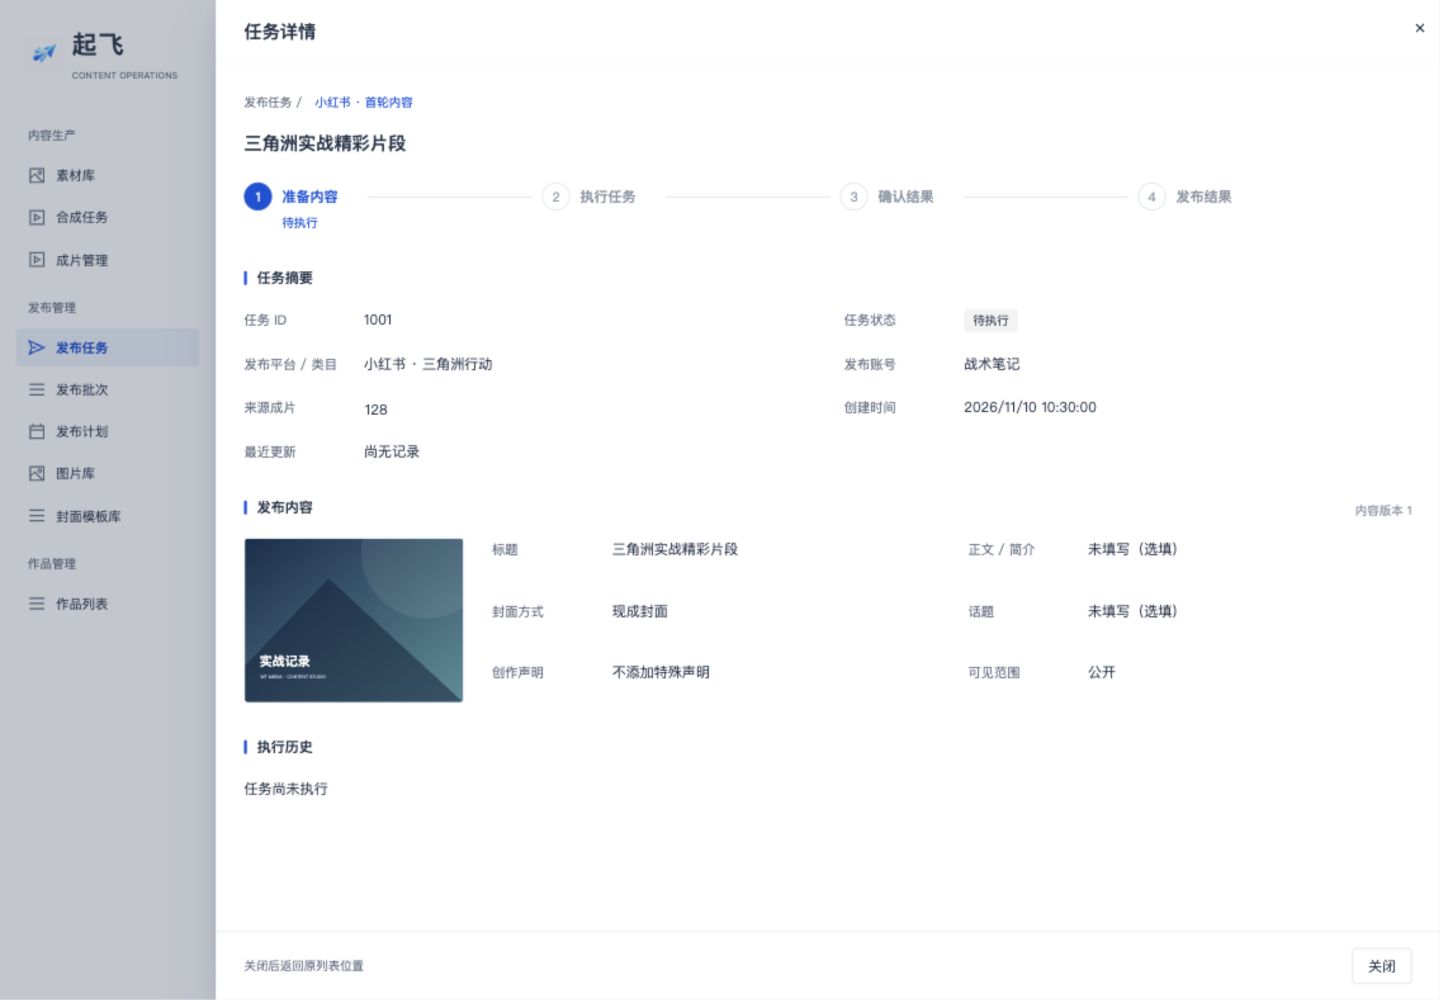 起飞
CONTENT OPERATIONS
内容生产
素材库
合成任务
成片管理
发布管理
发布任务
发布批次
发布计划
图片库
封面模板库
作品管理
作品列表
任务详情
×
发布任务 / 小红书 · 首轮内容
三角洲实战精彩片段
1 准备内容 2 执行任务 3 确认结果 4 发布结果
待执行
任务摘要
任务 ID 1001 任务状态 待执行
发布平台 / 类目 小红书 · 三角洲行动 发布账号 战术笔记
来源成片 128 创建时间 2026/11/10 10:30:00
最近更新 尚无记录
发布内容 内容版本 1
标题 三角洲实战精彩片段 正文 / 简介 未填写（选填）
封面方式 现成封面 话题 未填写（选填）
实战记录
创作声明 不添加特殊声明 可见范围 公开
执行历史
任务尚未执行
关闭后返回原列表位置 关闭